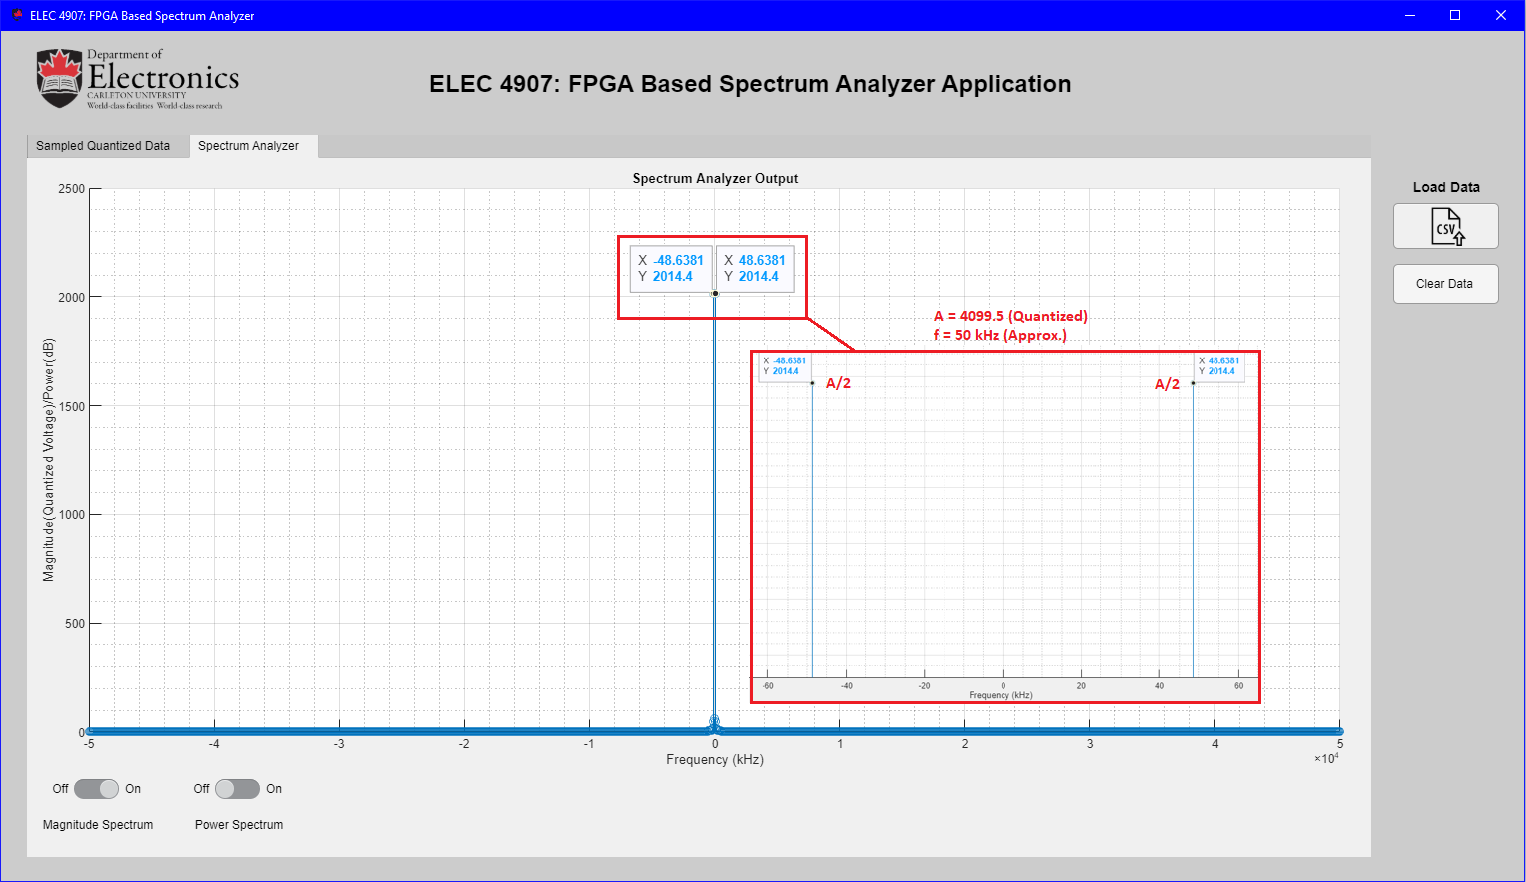 ELEC 4907: FPGA Based Spectrum Analyzer
Department of
Electronics
CARLETON UNIVERSITY
World-class facilities World-class research
ELEC 4907: FPGA Based Spectrum Analyzer Application
Sampled Quantized Data
Spectrum Analyzer
Load Data
CSV
Clear Data
Spectrum Analyzer Output
Magnitude(Quantized Voltage)/Power(dB)
2500
2000
1500
1000
500
0
X -48.6381
Y 2014.4
X 48.6381
Y 2014.4
A = 4099.5 (Quantized)
f = 50 kHz (Approx.)
X -48.6381
Y 2014.4
A/2
A/2
X 48.6381
Y 2014.4
-60 -40 -20 0 20 40 60
Frequency (kHz)
-5 -4 -3 -2 -1 0 1 2 3 4 5
Frequency (kHz)
×10⁴
Off On
Magnitude Spectrum
Off On
Power Spectrum